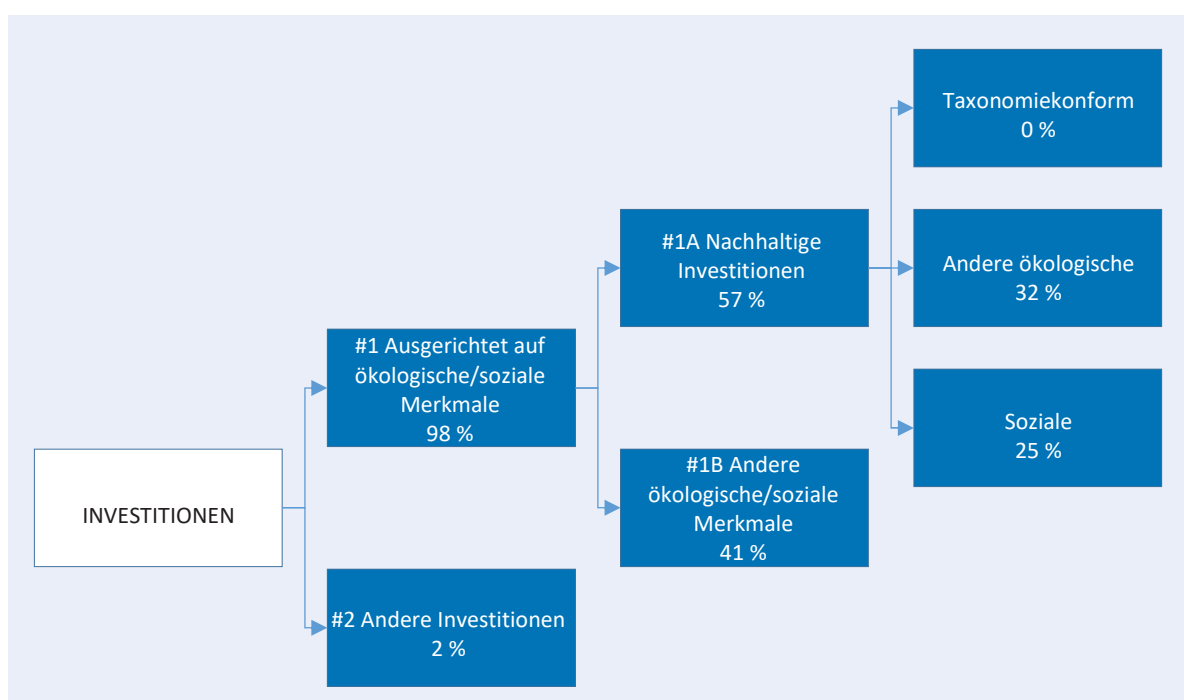 INVESTITIONEN
#1 Ausgerichtet auf
ökologische/soziale
Merkmale
98 %
#2 Andere Investitionen
2 %
#1A Nachhaltige
Investitionen
57 %
#1B Andere
ökologische/soziale
Merkmale
41 %
Taxonomiekonform
0 %
Andere ökologische
32 %
Soziale
25 %